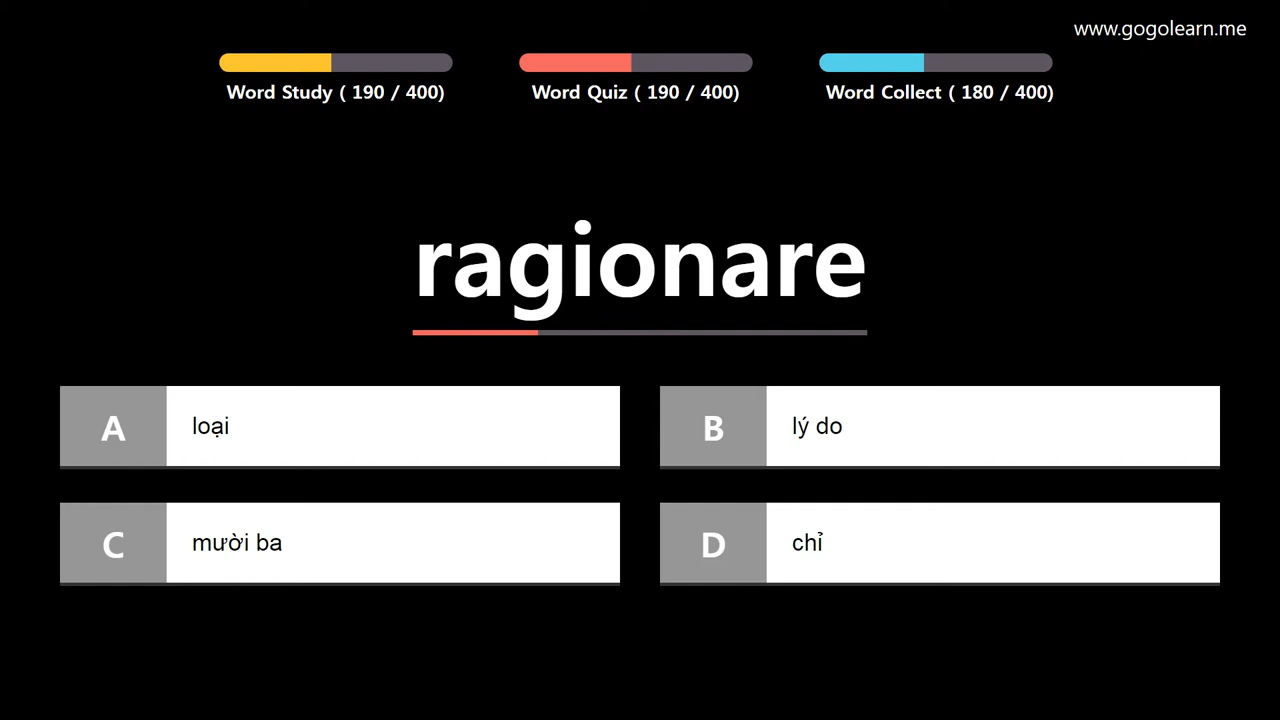 www.gogolearn.me
Word Study ( 190 / 400)
Word Quiz ( 190 / 400)
Word Collect ( 180 / 400)
ragionare
A loại
B lý do
C mười ba
D chỉ